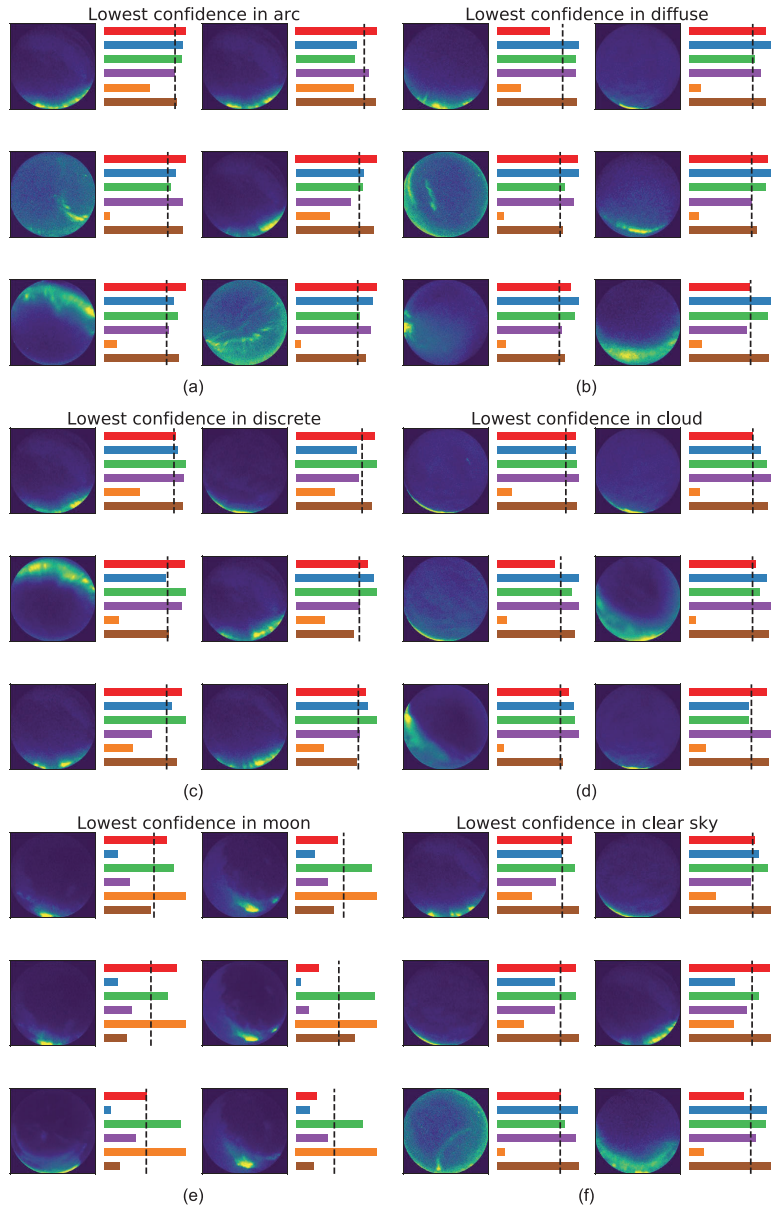 Lowest confidence in arc
Lowest confidence in diffuse
(a)
(b)
Lowest confidence in discrete
Lowest confidence in cloud
(c)
(d)
Lowest confidence in moon
Lowest confidence in clear sky
(e)
(f)